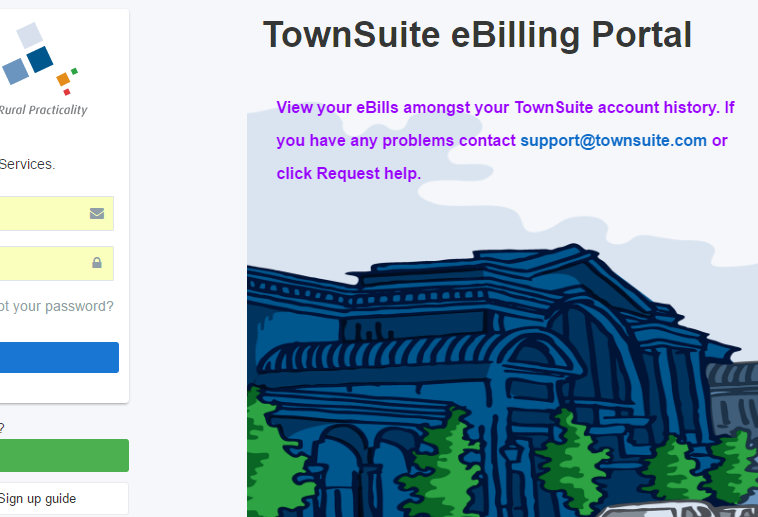 TownSuite eBilling Portal
View your eBills amongst your TownSuite account history. If
you have any problems contact support@townsuite.com or
click Request help.
Rural Practicality
Services.
your password?
?
Sign up guide